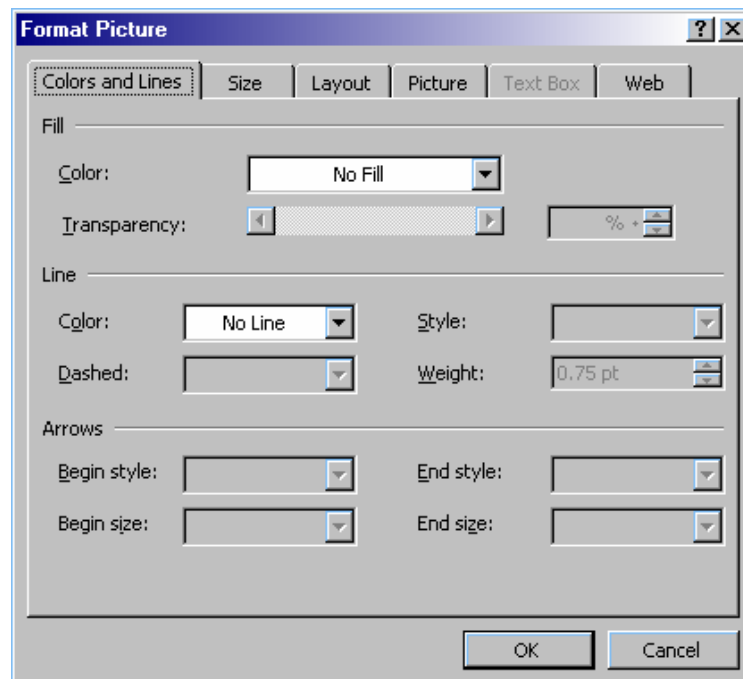 Format Picture
Colors and Lines Size Layout Picture Text Box Web
Fill
Color: No Fill
Transparency: %
Line
Color: No Line Style:
Dashed: Weight: 0.75 pt
Arrows
Begin style: End style:
Begin size: End size:
OK Cancel